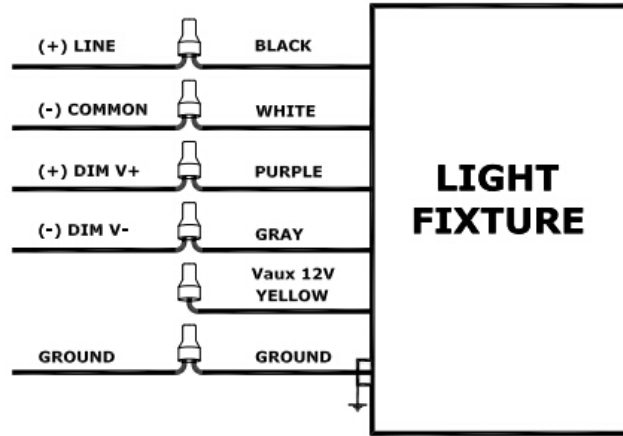 (+) LINE BLACK
(-) COMMON WHITE
(+) DIM V+ PURPLE
(-) DIM V- GRAY
Vaux 12V
YELLOW
GROUND GROUND
LIGHT
FIXTURE